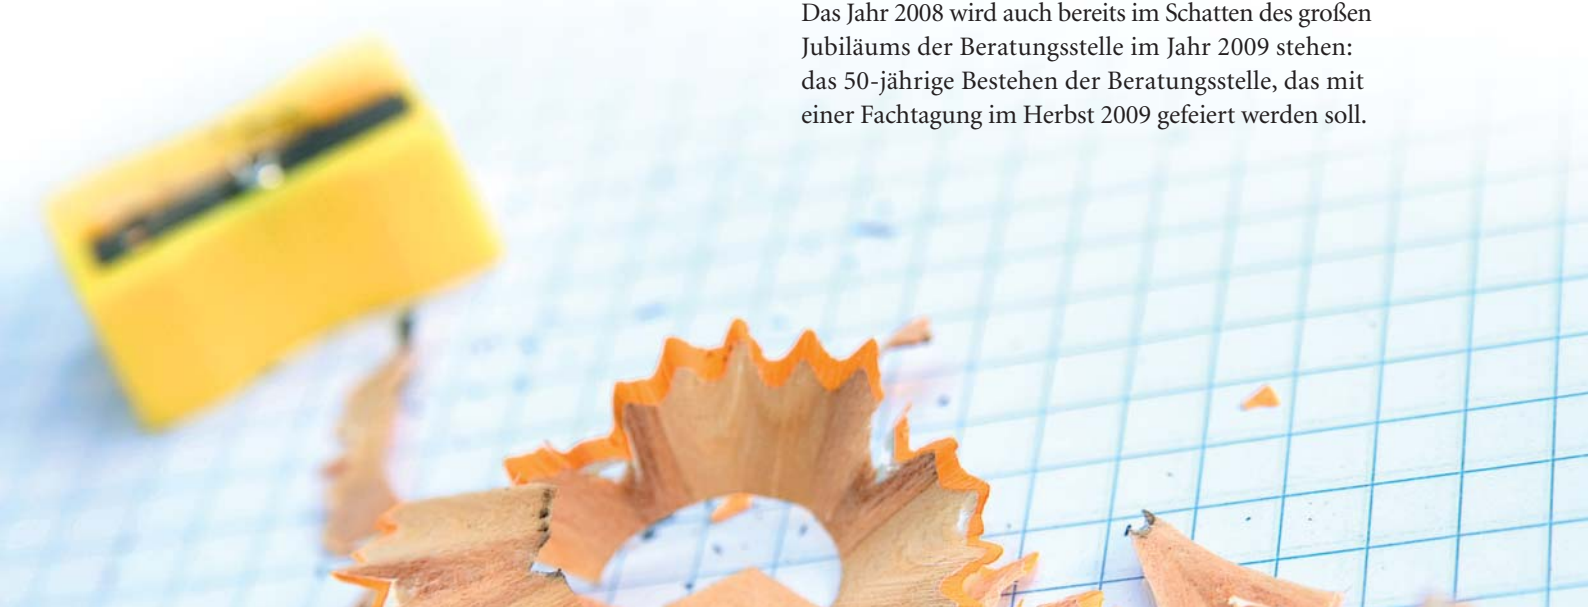 Das Jahr 2008 wird auch bereits im Schatten des großen
Jubiläums der Beratungsstelle im Jahr 2009 stehen:
das 50-jährige Bestehen der Beratungsstelle, das mit
einer Fachtagung im Herbst 2009 gefeiert werden soll.